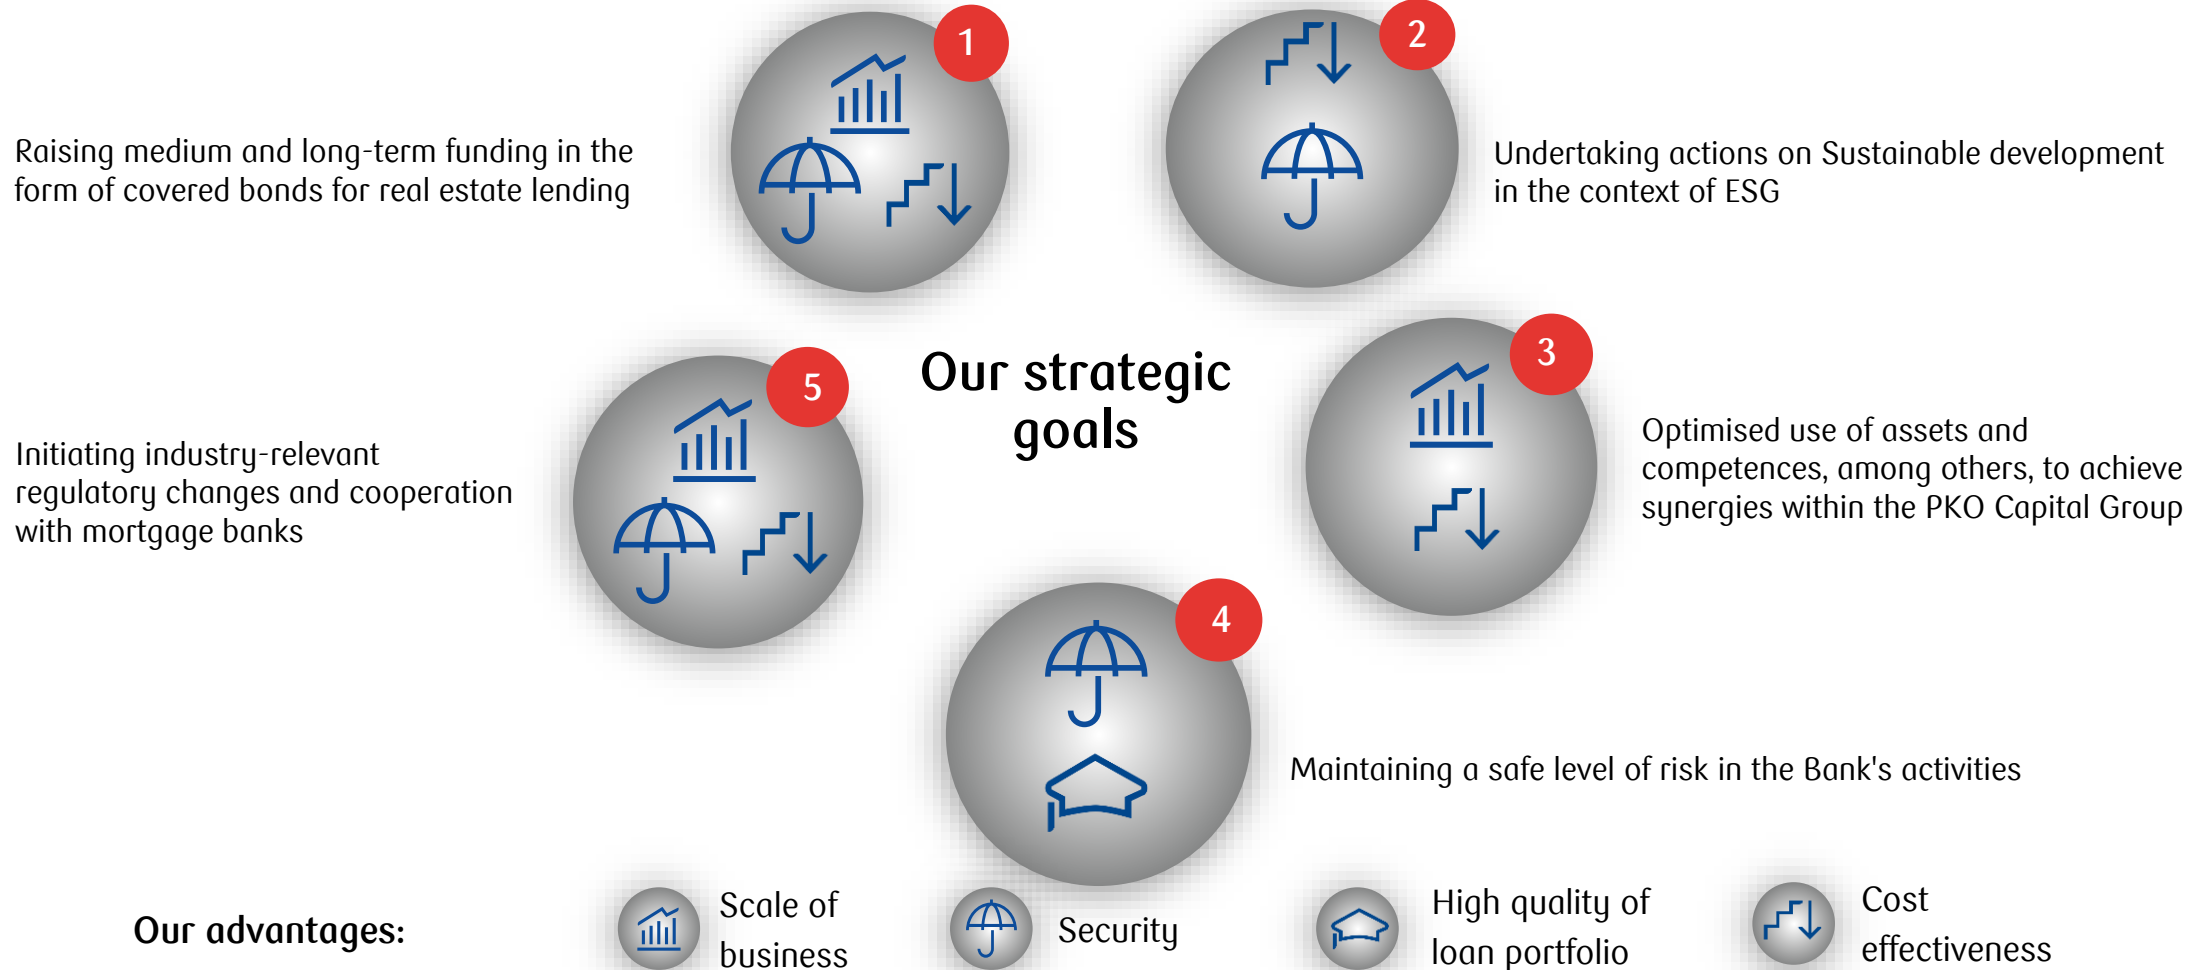 1
Raising medium and long-term funding in the
form of covered bonds for real estate lending
2
Undertaking actions on Sustainable development
in the context of ESG
Our strategic
goals
3
Optimised use of assets and
competences, among others, to achieve
synergies within the PKO Capital Group
5
Initiating industry-relevant
regulatory changes and cooperation
with mortgage banks
4
Maintaining a safe level of risk in the Bank's activities
Our advantages:
Scale of
business
Security
High quality of
loan portfolio
Cost
effectiveness